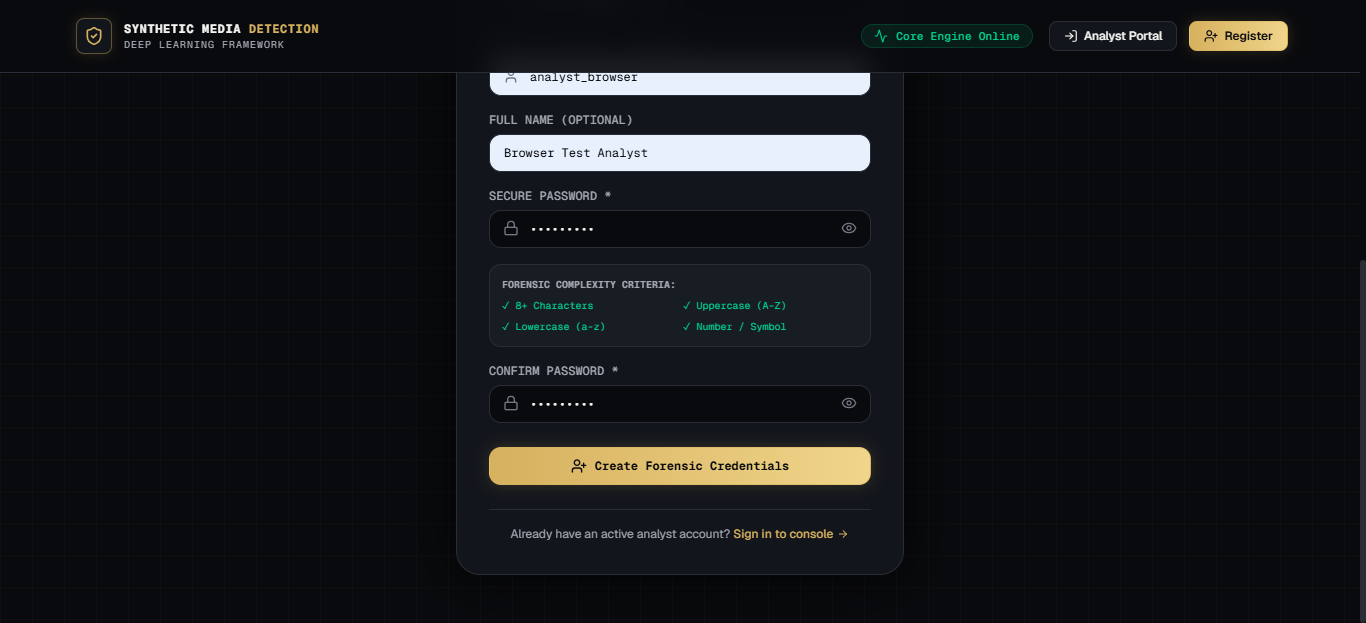 SYNTHETIC MEDIA DETECTION
DEEP LEARNING FRAMEWORK
Core Engine Online
Analyst Portal
Register
analyst_browser
FULL NAME (OPTIONAL)
Browser Test Analyst
SECURE PASSWORD *
•••••••••
FORENSIC COMPLEXITY CRITERIA:
✓ 8+ Characters
✓ Uppercase (A-Z)
✓ Lowercase (a-z)
✓ Number / Symbol
CONFIRM PASSWORD *
•••••••••
Create Forensic Credentials
Already have an active analyst account? Sign in to console →